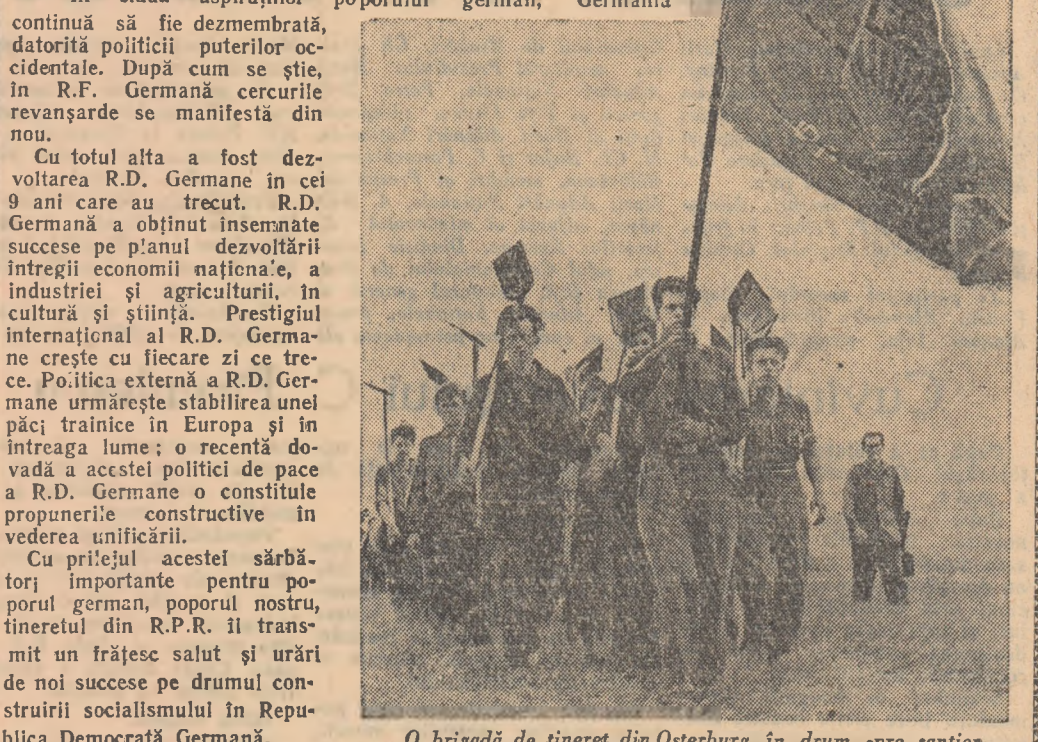 În ciuda aspirațiilor poporului german, Germania
continuă să fie dezmembrată,
datorită politicii puterilor oc-
cidentale. După cum se știe,
în R.F. Germană cercurile
revanșarde se manifestă din
nou.
Cu totul alta a fost dez-
voltarea R.D. Germane în cei
9 ani care au trecut. R.D.
Germană a obținut însemnate
succese pe planul dezvoltării
întregii economii naționale, a
industriei și agriculturii, în
cultură și știință. Prestigiul
internațional al R.D. Germa-
ne crește cu fiecare zi ce tre-
ce. Politica externă a R.D. Ger-
mane urmărește stabilirea unei
păci trainice în Europa și în
întreaga lume; o recentă do-
vadă a acestei politici de pace
a R.D. Germane o constituie
propunerile constructive în
vederea unificării.
Cu prilejul acestei sărbă-
tori importante pentru po-
porul german, poporul nostru,
tineretul din R.P.R. îi trans-
mit un frățesc salut și urări
de noi succese pe drumul con-
struirii socialismului în Repu-
blica Democrată Germană.
O brigadă de tineret din Osterburg, în drum spre șantier